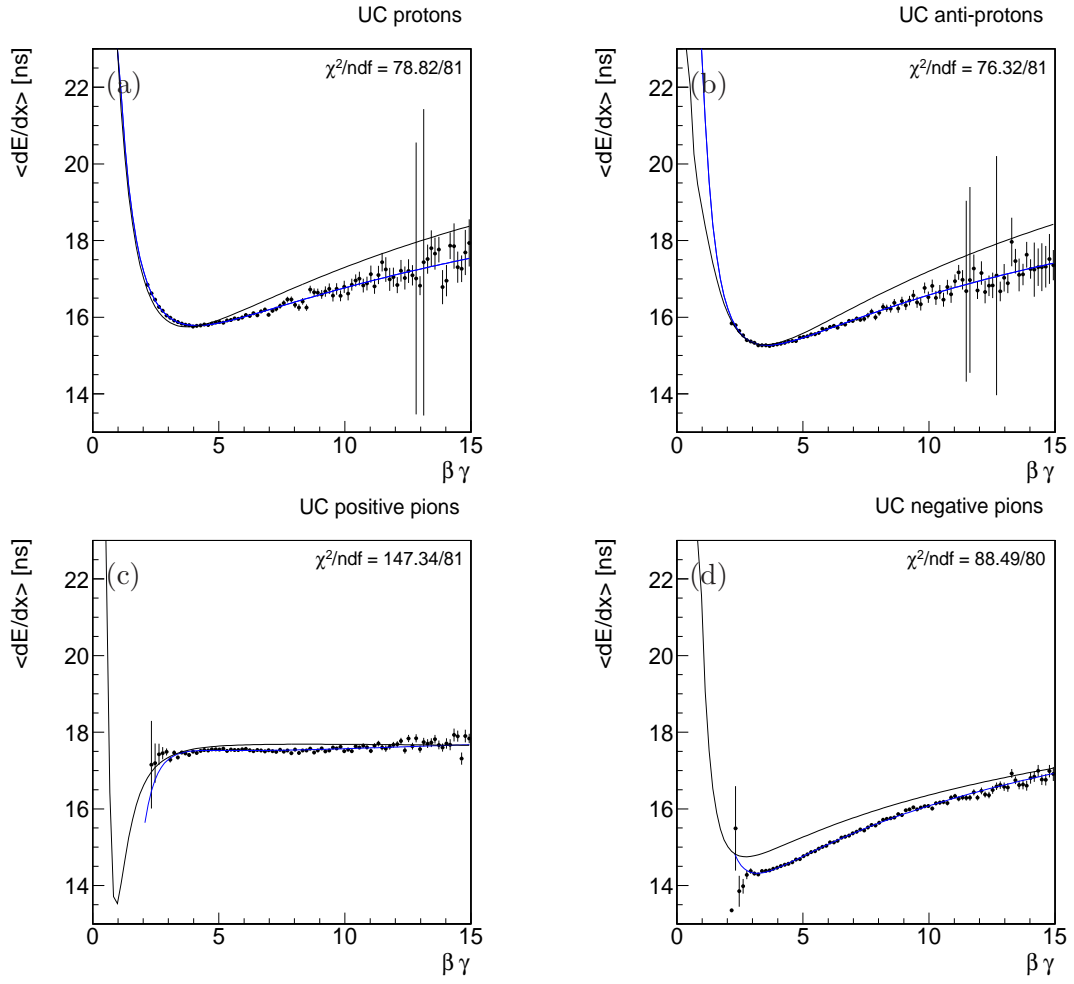 UC protons
<dE/dx> [ns]
(a)
χ²/ndf = 78.82/81
22
20
18
16
14
0 5 10 15
β γ
UC anti-protons
<dE/dx> [ns]
(b)
χ²/ndf = 76.32/81
22
20
18
16
14
0 5 10 15
β γ
UC positive pions
<dE/dx> [ns]
(c)
χ²/ndf = 147.34/81
22
20
18
16
14
0 5 10 15
β γ
UC negative pions
<dE/dx> [ns]
(d)
χ²/ndf = 88.49/80
22
20
18
16
14
0 5 10 15
β γ